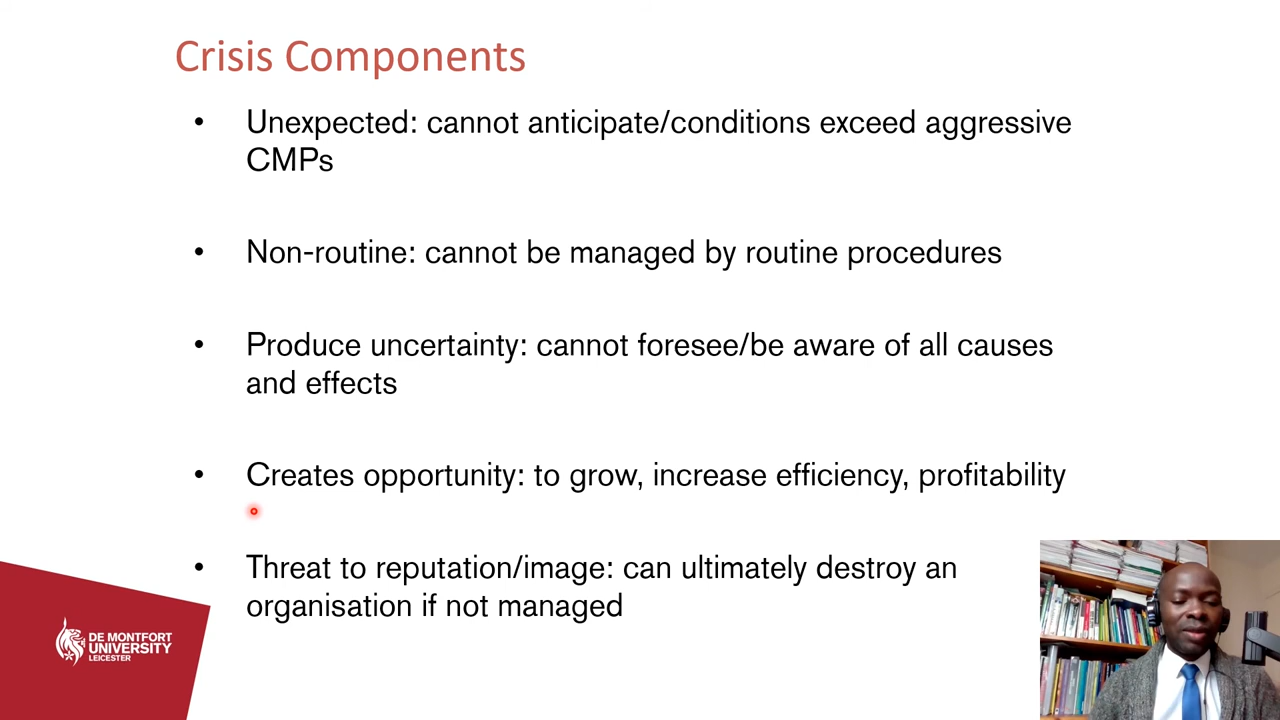 Crisis Components
• Unexpected: cannot anticipate/conditions exceed aggressive
CMPs
• Non-routine: cannot be managed by routine procedures
• Produce uncertainty: cannot foresee/be aware of all causes
and effects
• Creates opportunity: to grow, increase efficiency, profitability
• Threat to reputation/image: can ultimately destroy an
organisation if not managed
DE MONTFORT
UNIVERSITY
LEICESTER